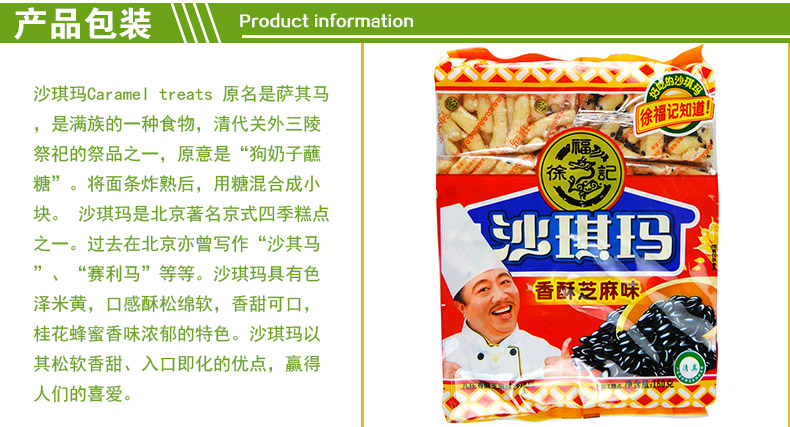 产品包装
Product information
沙琪玛Caramel treats 原名是萨其马
，是满族的一种食物，清代关外三陵
祭祀的祭品之一，原意是“狗奶子蘸
糖”。将面条炸熟后，用糖混合成小
块。 沙琪玛是北京著名京式四季糕点
之一。过去在北京亦曾写作“沙其马
”、“赛利马”等等。沙琪玛具有色
泽米黄，口感酥松绵软，香甜可口，
桂花蜂蜜香味浓郁的特色。沙琪玛以
其松软香甜、入口即化的优点，赢得
人们的喜爱。
好吃的沙琪玛
徐福记知道！
福
徐 記
沙琪玛
香酥芝麻味
清真